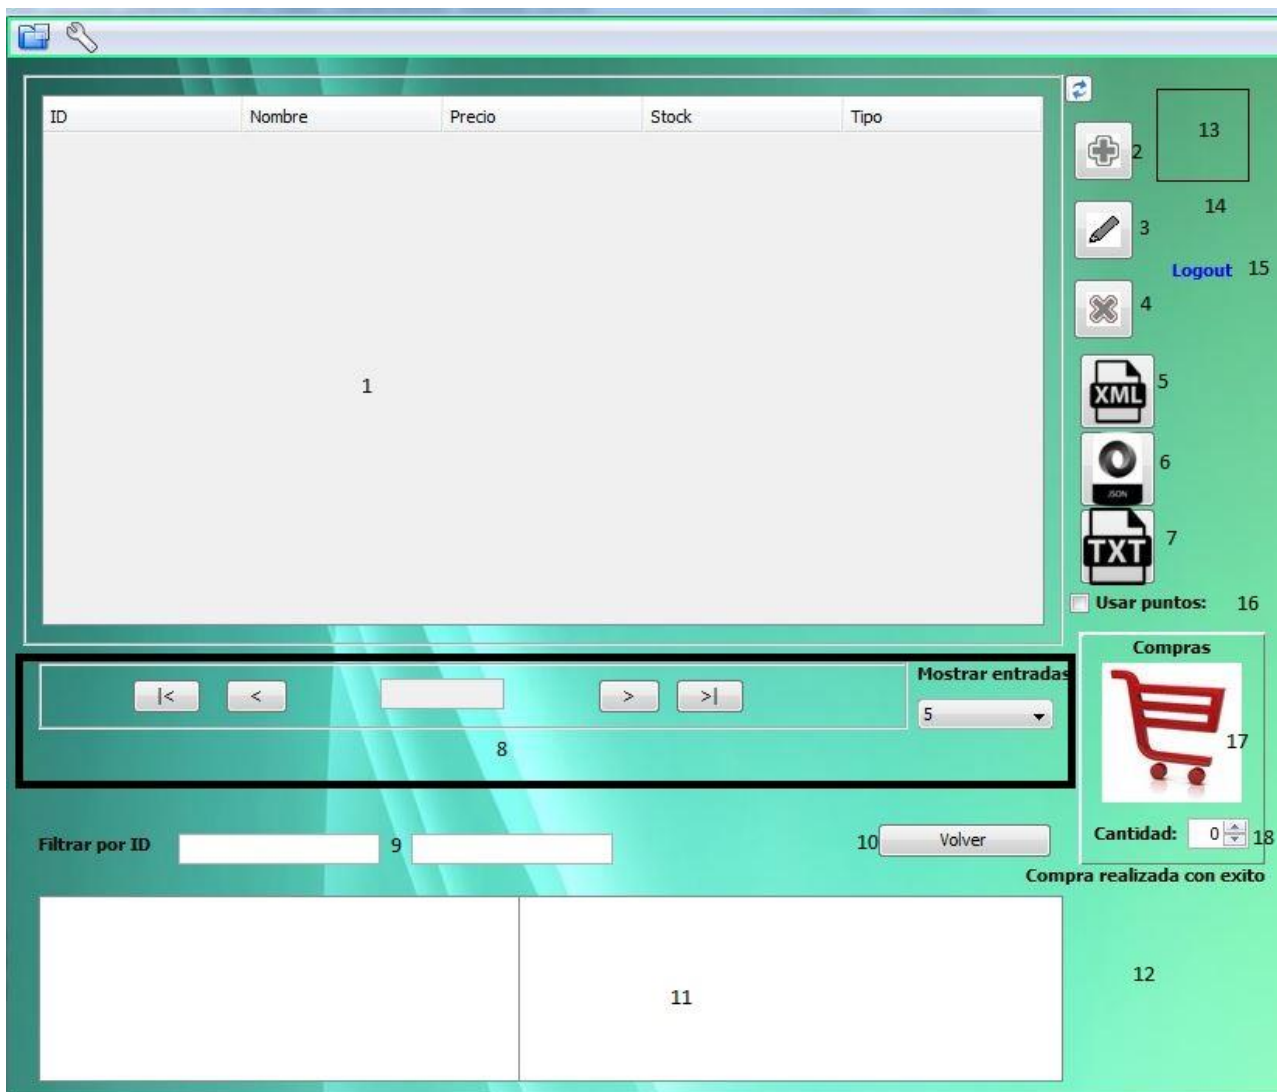 ID Nombre Precio Stock Tipo
13
2
14
3
Logout 15
4
1
5
XML
6
JSON
7
TXT
Usar puntos: 16
Compras
Mostrar entradas
|< < > >|
5
17
8
Cantidad: 0 18
Filtrar por ID 9 10 Volver
Compra realizada con exito
12
11